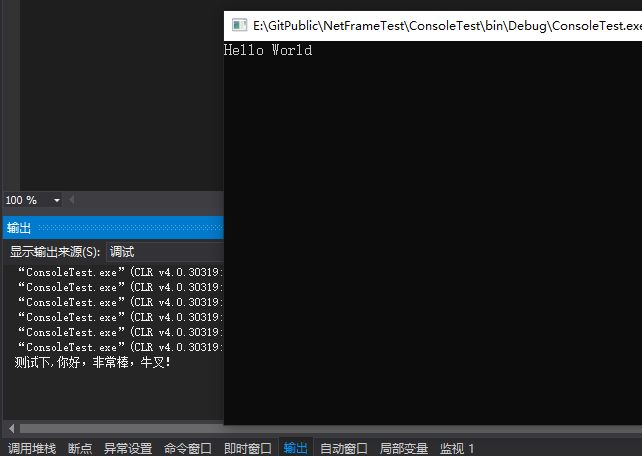 E:\GitPublic\NetFrameTest\ConsoleTest\bin\Debug\ConsoleTest.exe
Hello World
100 %
输出
显示输出来源(S): 调试
“ConsoleTest.exe”(CLR v4.0.30319:
“ConsoleTest.exe”(CLR v4.0.30319:
“ConsoleTest.exe”(CLR v4.0.30319:
“ConsoleTest.exe”(CLR v4.0.30319:
“ConsoleTest.exe”(CLR v4.0.30319:
“ConsoleTest.exe”(CLR v4.0.30319:
测试下,你好，非常棒，牛叉!
调用堆栈 断点 异常设置 命令窗口 即时窗口 输出 自动窗口 局部变量 监视 1